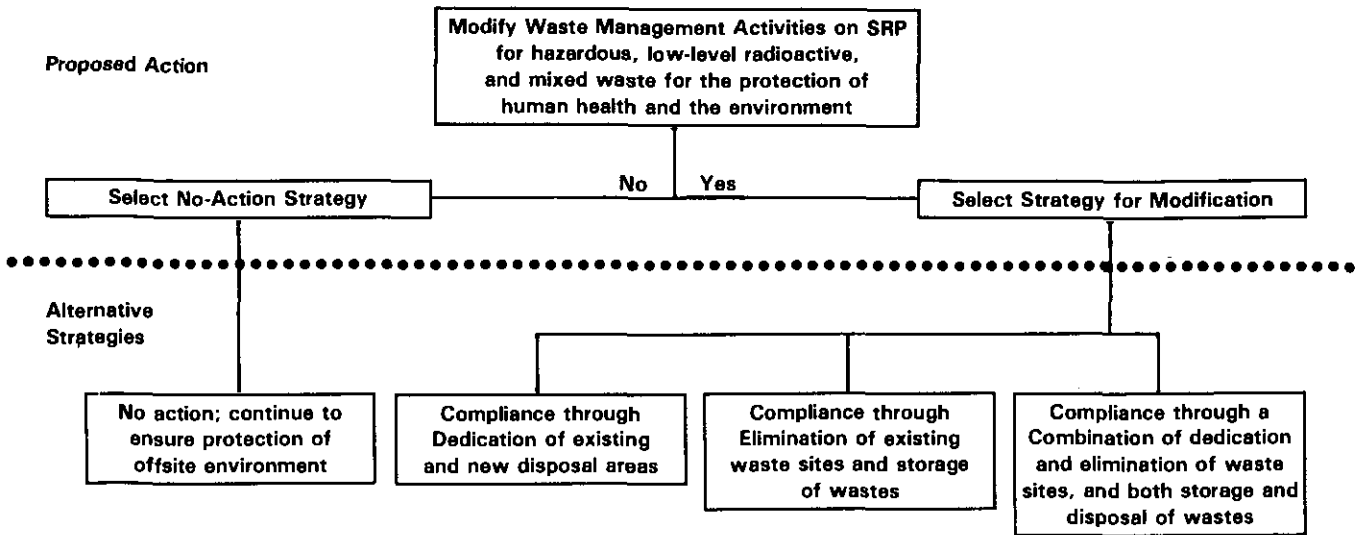 Proposed Action
Modify Waste Management Activities on SRP
for hazardous, low-level radioactive,
and mixed waste for the protection of
human health and the environment
No Yes
Select No-Action Strategy
Select Strategy for Modification
Alternative
Strategies
No action; continue to
ensure protection of
offsite environment
Compliance through
Dedication of existing
and new disposal areas
Compliance through
Elimination of existing
waste sites and storage
of wastes
Compliance through a
Combination of dedication
and elimination of waste
sites, and both storage and
disposal of wastes